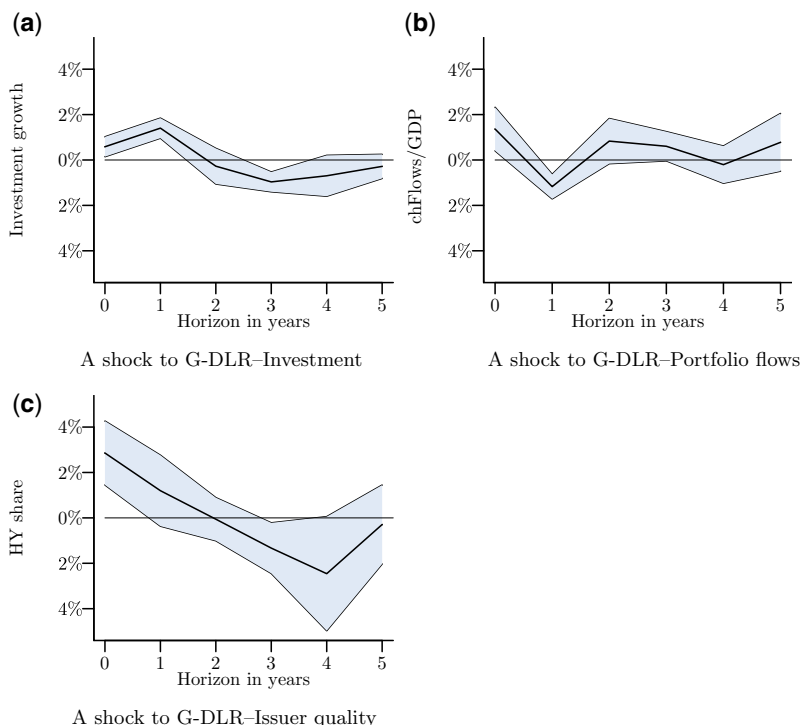 (a)
Investment growth
4%
2%
0%
2%
4%
0 1 2 3 4 5
Horizon in years
A shock to G-DLR–Investment
(b)
chFlows/GDP
4%
2%
0%
2%
4%
0 1 2 3 4 5
Horizon in years
A shock to G-DLR–Portfolio flows
(c)
HY share
4%
2%
0%
2%
4%
0 1 2 3 4 5
Horizon in years
A shock to G-DLR–Issuer quality